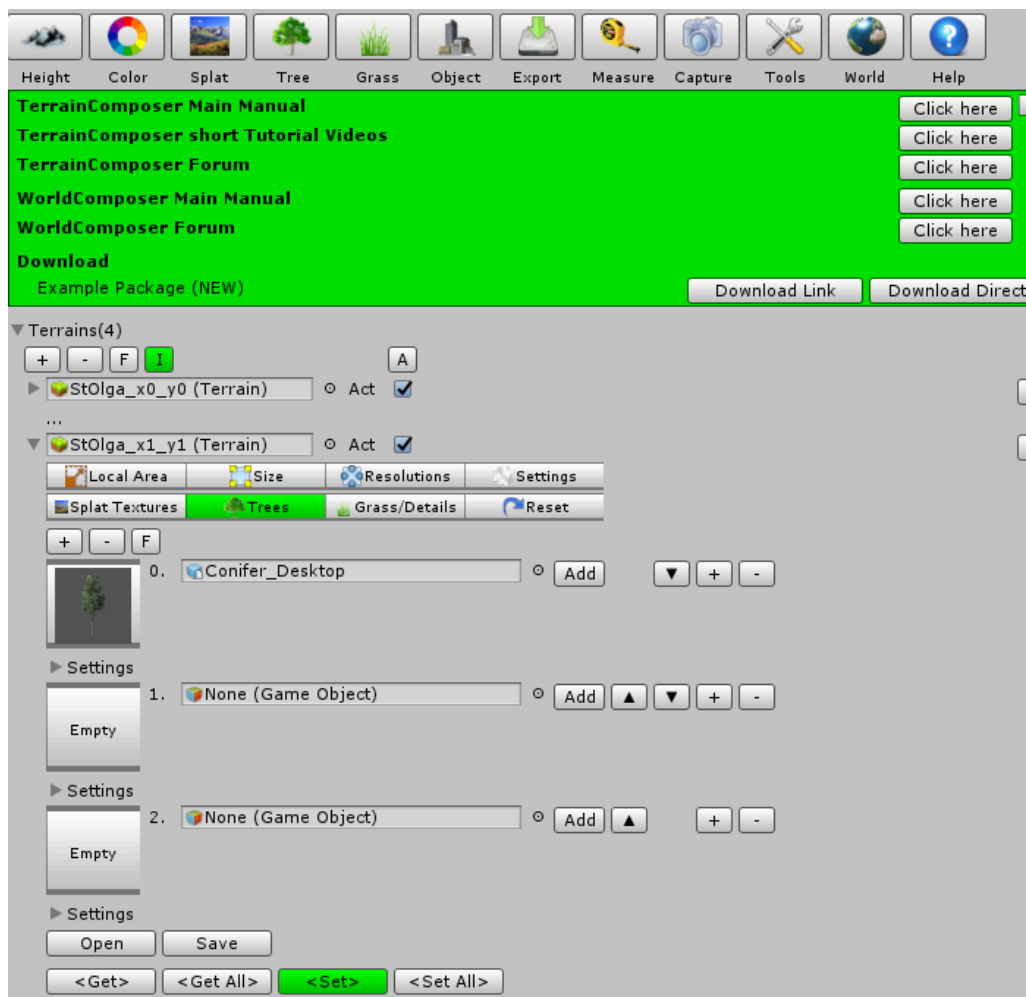 Height Color Splat Tree Grass Object Export Measure Capture Tools World Help
TerrainComposer Main Manual Click here
TerrainComposer short Tutorial Videos Click here
TerrainComposer Forum Click here
WorldComposer Main Manual Click here
WorldComposer Forum Click here
Download
Example Package (NEW) Download Link Download Direct
Terrains(4)
+ - F I A
StOlga_x0_y0 (Terrain) Act
...
StOlga_x1_y1 (Terrain) Act
Local Area Size Resolutions Settings
Splat Textures Trees Grass/Details Reset
+ - F
0. Conifer_Desktop Add ▼ + -
Settings
1. None (Game Object) Add ▲ ▼ + -
Empty
Settings
2. None (Game Object) Add ▲ + -
Empty
Settings
Open Save
<Get> <Get All> <Set> <Set All>